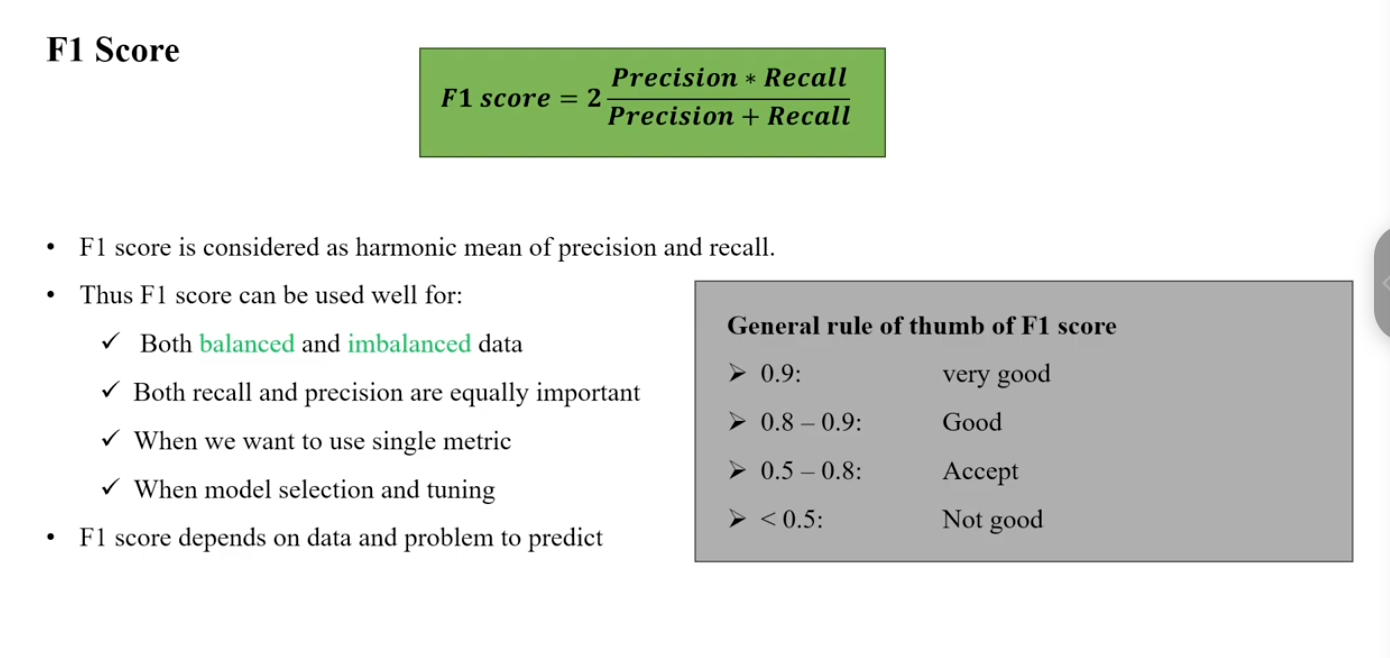 F1 Score
F1 score = 2 Precision * Recall / Precision + Recall
• F1 score is considered as harmonic mean of precision and recall.
• Thus F1 score can be used well for:
✓ Both balanced and imbalanced data
✓ Both recall and precision are equally important
✓ When we want to use single metric
✓ When model selection and tuning
• F1 score depends on data and problem to predict
General rule of thumb of F1 score
➢ 0.9: very good
➢ 0.8 – 0.9: Good
➢ 0.5 – 0.8: Accept
➢ < 0.5: Not good